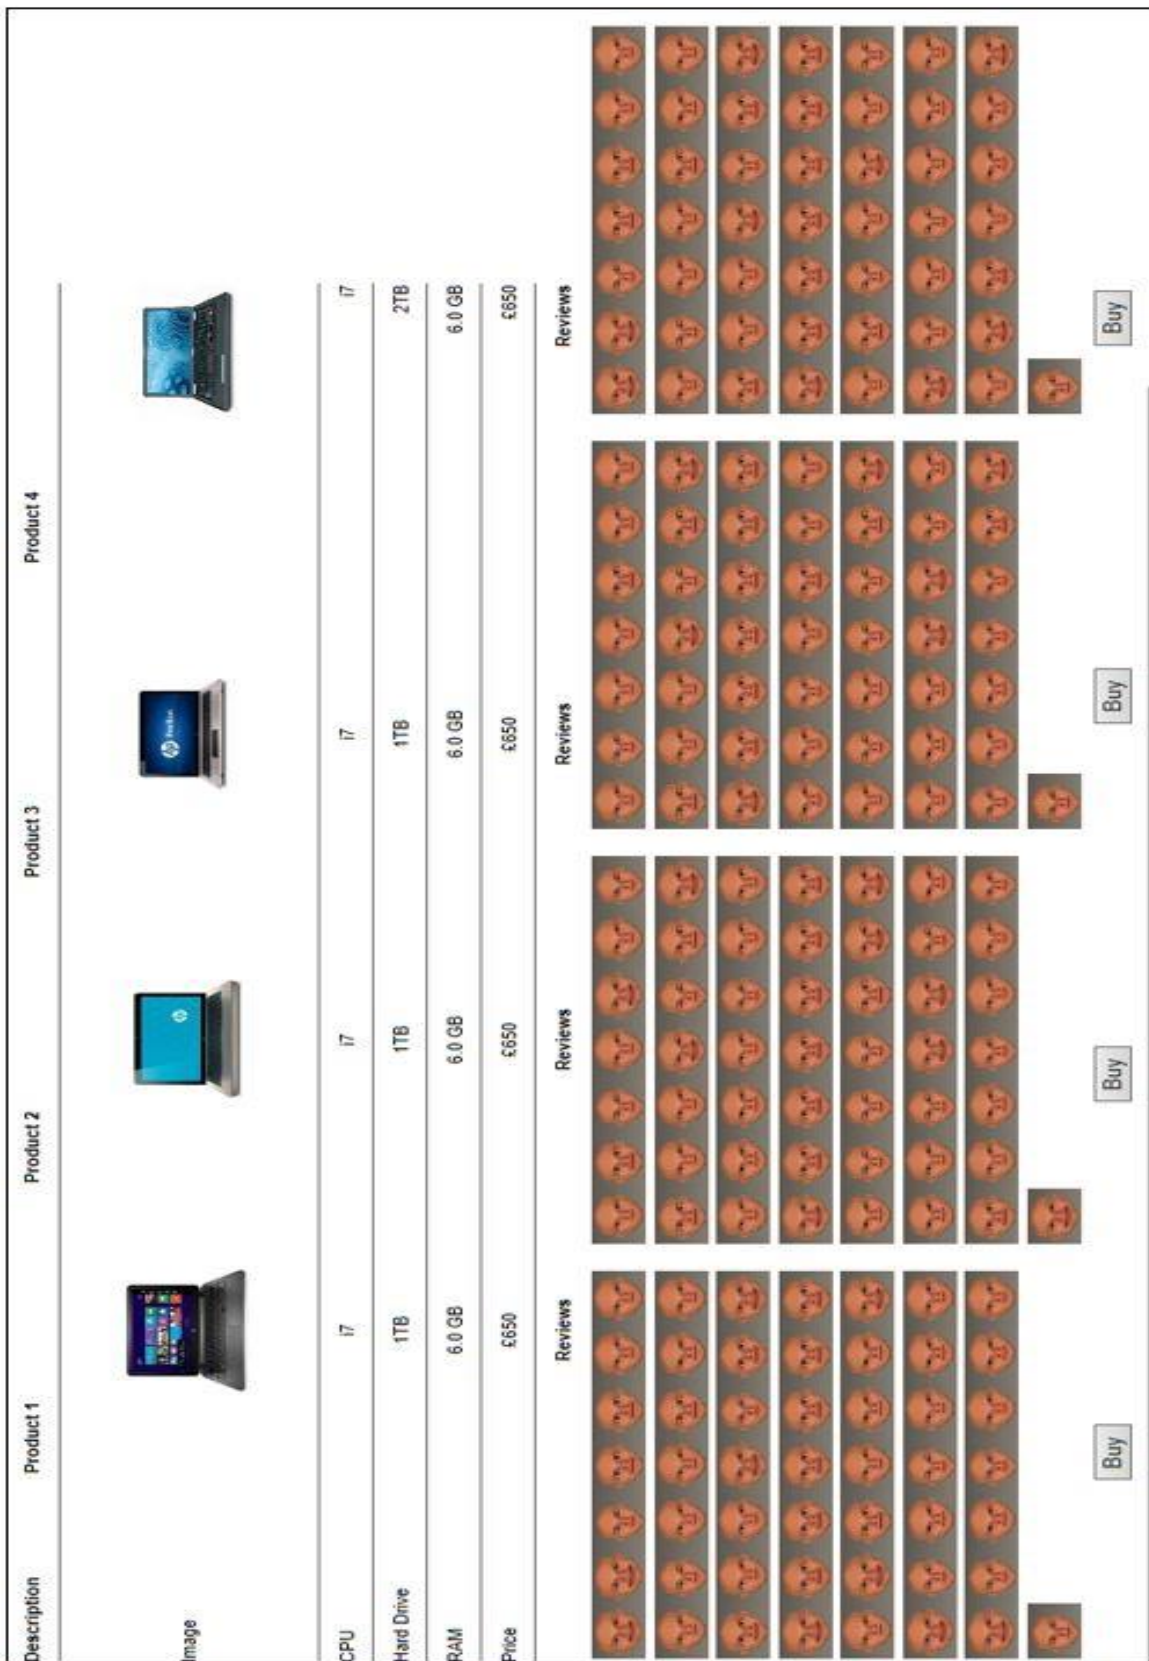 Description Product 1 Product 2 Product 3 Product 4
Image
CPU i7 i7 i7 i7
Hard Drive 1TB 1TB 1TB 2TB
RAM 6.0 GB 6.0 GB 6.0 GB 6.0 GB
Price £650 £650 £650 £650
Reviews Reviews Reviews Reviews
Buy Buy Buy Buy